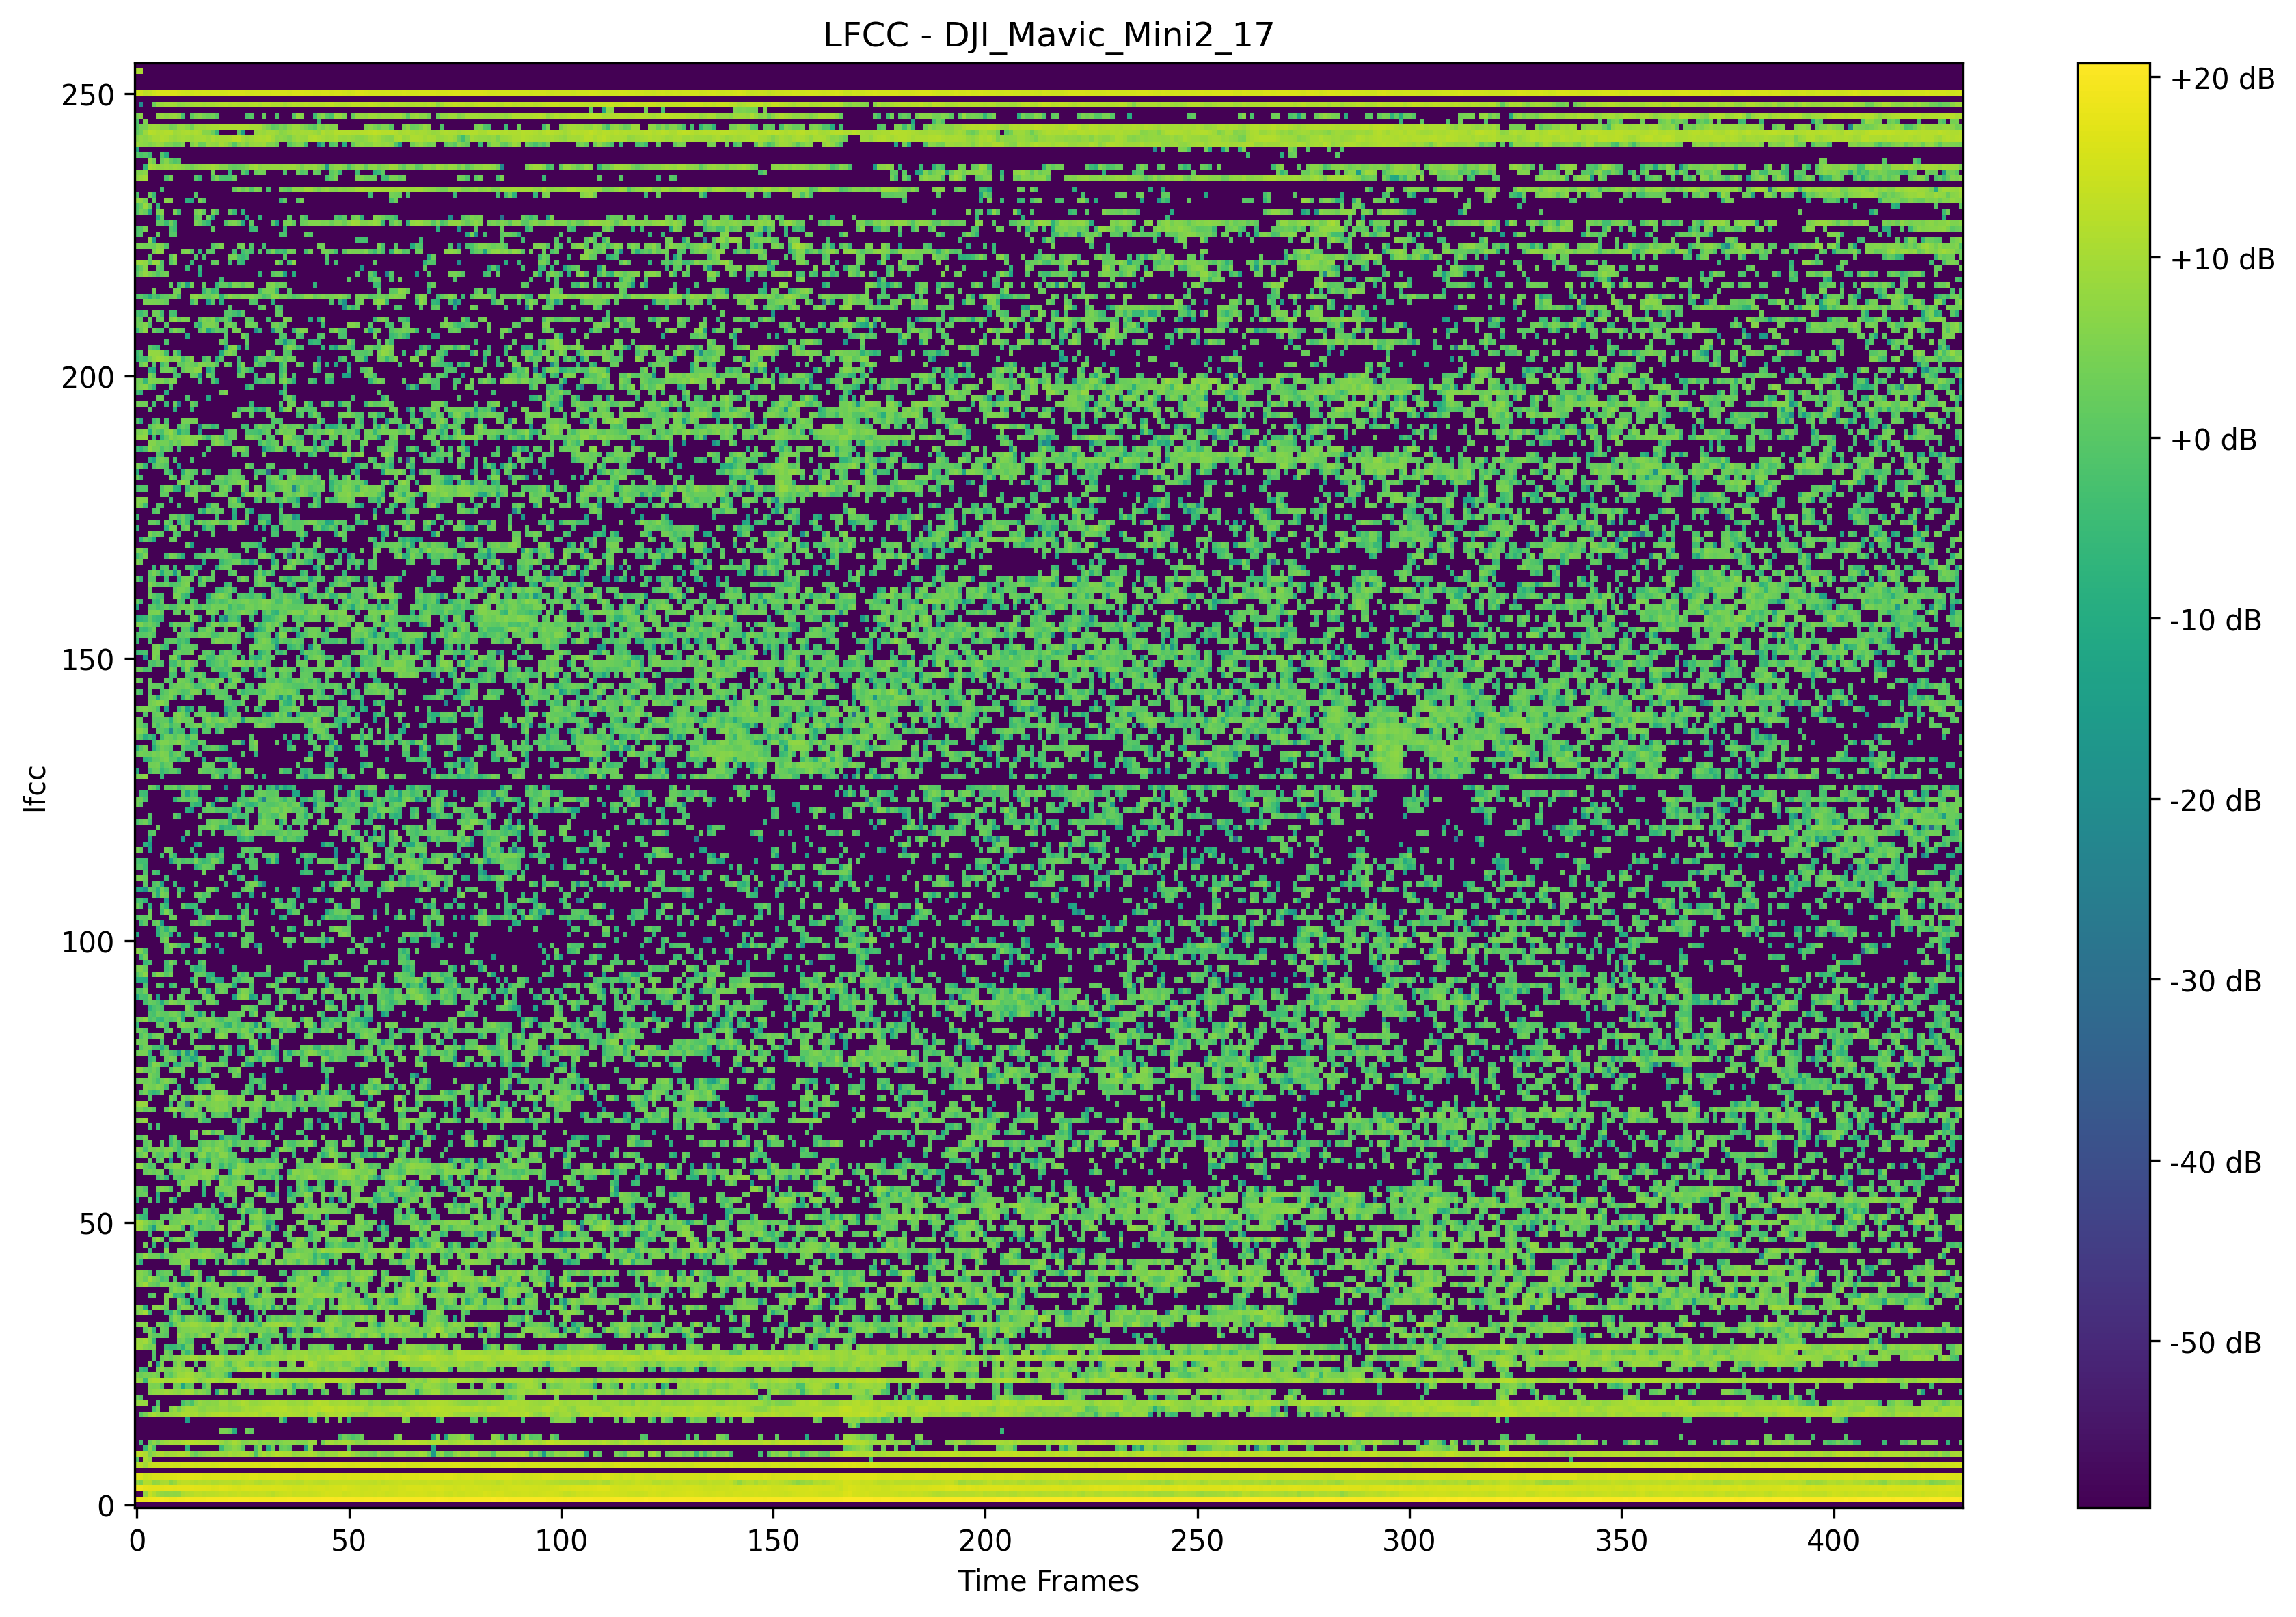 LFCC - DJI_Mavic_Mini2_17
250
200
150
100
50
0
lfcc
0 50 100 150 200 250 300 350 400
Time Frames
+20 dB
+10 dB
+0 dB
-10 dB
-20 dB
-30 dB
-40 dB
-50 dB